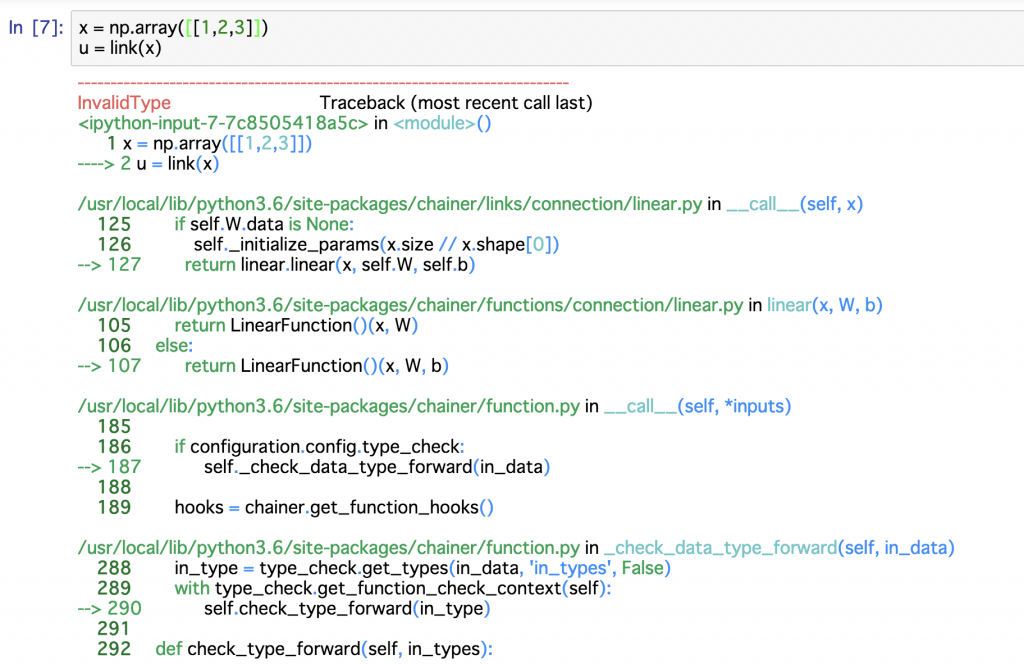 In [7]: x = np.array([[1,2,3]])
u = link(x)
---------------------------------------------------------------------------
InvalidType                               Traceback (most recent call last)
<ipython-input-7-7c8505418a5c> in <module>()
      1 x = np.array([[1,2,3]])
----> 2 u = link(x)
/usr/local/lib/python3.6/site-packages/chainer/links/connection/linear.py in __call__(self, x)
    125         if self.W.data is None:
    126             self._initialize_params(x.size // x.shape[0])
--> 127         return linear.linear(x, self.W, self.b)
/usr/local/lib/python3.6/site-packages/chainer/functions/connection/linear.py in linear(x, W, b)
    105         return LinearFunction()(x, W)
    106     else:
--> 107         return LinearFunction()(x, W, b)
/usr/local/lib/python3.6/site-packages/chainer/function.py in __call__(self, *inputs)
    185
    186         if configuration.config.type_check:
--> 187             self._check_data_type_forward(in_data)
    188
    189         hooks = chainer.get_function_hooks()
/usr/local/lib/python3.6/site-packages/chainer/function.py in _check_data_type_forward(self, in_data)
    288         in_type = type_check.get_types(in_data, 'in_types', False)
    289         with type_check.get_function_check_context(self):
--> 290             self.check_type_forward(in_type)
    291
    292     def check_type_forward(self, in_types):